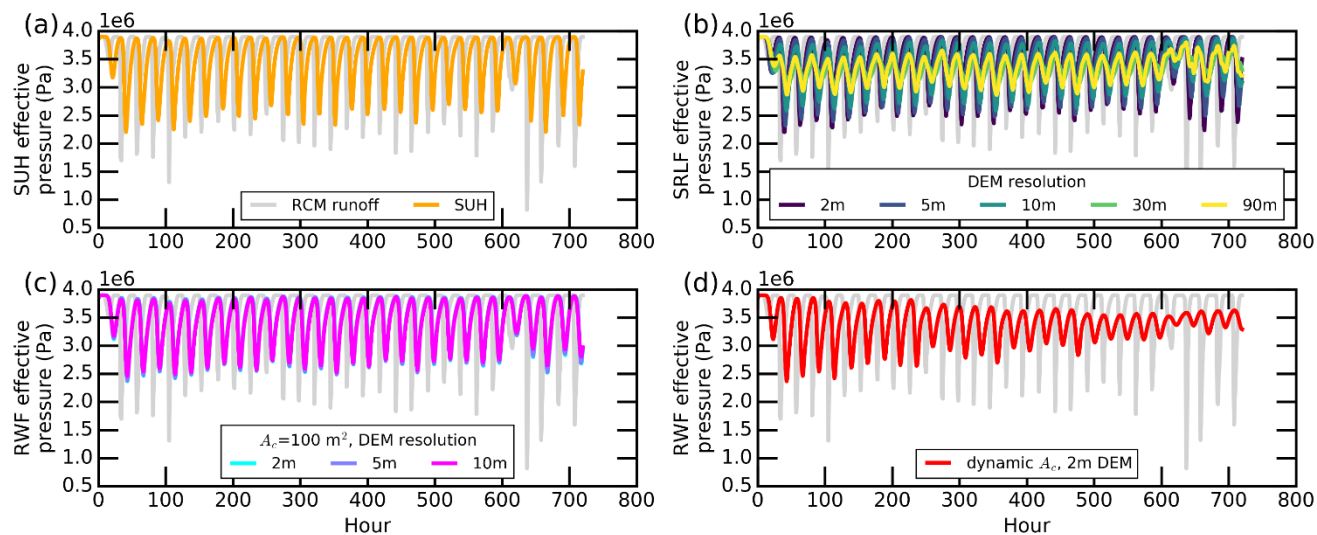 (a)
1e6
SUH effective
pressure (Pa)
4.0
3.5
3.0
2.5
2.0
1.5
1.0
0.5
RCM runoff SUH
0 100 200 300 400 500 600 700 800
(b)
1e6
SRLF effective
pressure (Pa)
4.0
3.5
3.0
2.5
2.0
1.5
1.0
0.5
DEM resolution
2m 5m 10m 30m 90m
0 100 200 300 400 500 600 700 800
(c)
1e6
RWF effective
pressure (Pa)
4.0
3.5
3.0
2.5
2.0
1.5
1.0
0.5
A_c=100 m², DEM resolution
2m 5m 10m
0 100 200 300 400 500 600 700 800
Hour
(d)
1e6
RWF effective
pressure (Pa)
4.0
3.5
3.0
2.5
2.0
1.5
1.0
0.5
dynamic A_c, 2m DEM
0 100 200 300 400 500 600 700 800
Hour